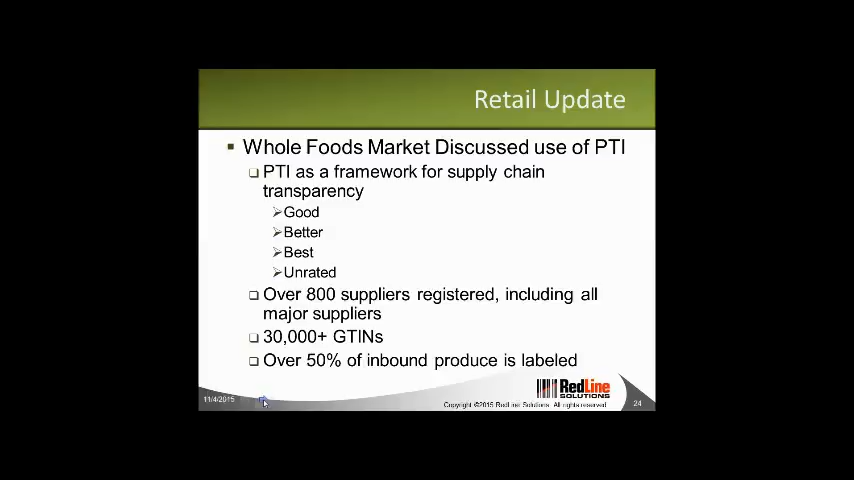 Retail Update
Whole Foods Market Discussed use of PTI
PTI as a framework for supply chain
transparency
Good
Better
Best
Unrated
Over 800 suppliers registered, including all
major suppliers
30,000+ GTINs
Over 50% of inbound produce is labeled
RedLine
SOLUTIONS
11/4/2015
Copyright ©2015 RedLine Solutions. All rights reserved.
24